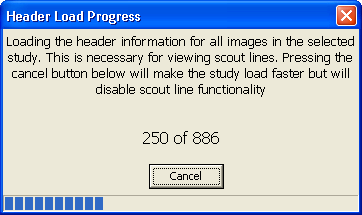 Header Load Progress
Loading the header information for all images in the selected
study. This is necessary for viewing scout lines. Pressing the
cancel button below will make the study load faster but will
disable scout line functionality
250 of 886
Cancel